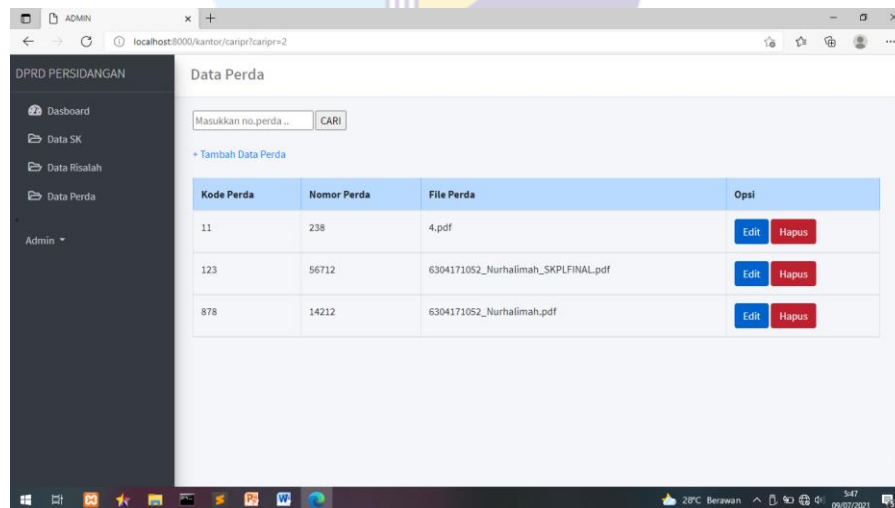 ADMIN
localhost:8000/kantor/caripr?caripr=2
DPRD PERSIDANGAN
Data Perda
Dasboard
Data SK
Data Risalah
Data Perda
Admin
Masukkan no.perda ..
CARI
+ Tambah Data Perda
Kode Perda Nomor Perda File Perda Opsi
11 238 4.pdf Edit Hapus
123 56712 6304171052_Nurhalimah_SKPLFINAL.pdf Edit Hapus
878 14212 6304171052_Nurhalimah.pdf Edit Hapus
28°C Berawan
5:47
09/07/2021